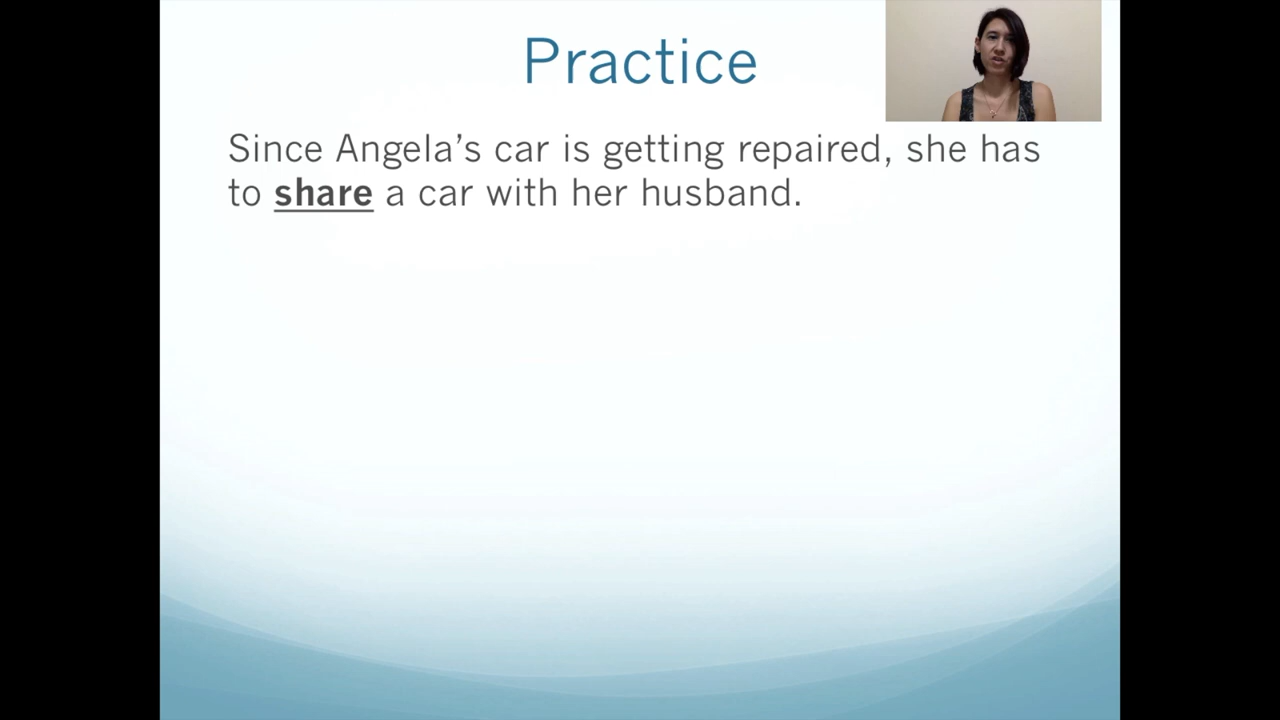 Practice
Since Angela’s car is getting repaired, she has
to share a car with her husband.